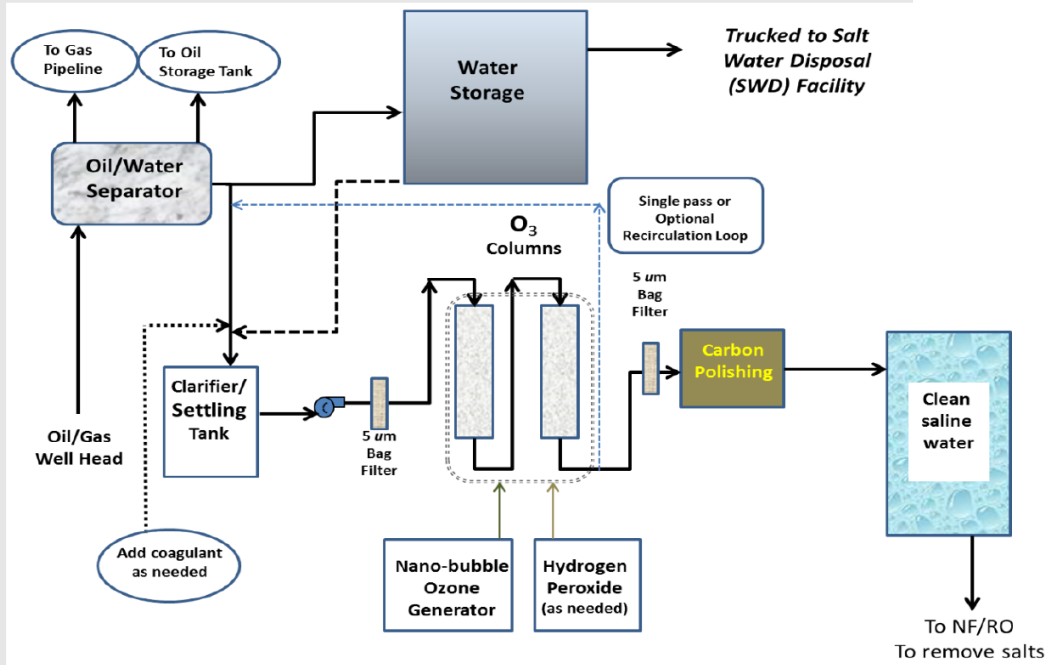 To Gas
Pipeline
To Oil
Storage Tank
Water
Storage
Trucked to Salt
Water Disposal
(SWD) Facility
Oil/Water
Separator
Single pass or
Optional
Recirculation Loop
O₃
Columns
5 um
Bag
Filter
Carbon
Polishing
Clarifier/
Settling
Tank
Clean
saline
water
Oil/Gas
Well Head
5 um
Bag
Filter
Add coagulant
as needed
Nano-bubble
Ozone
Generator
Hydrogen
Peroxide
(as needed)
To NF/RO
To remove salts